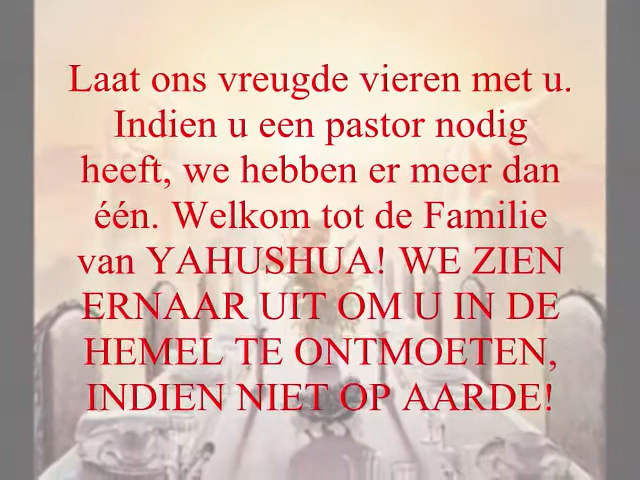 Laat ons vreugde vieren met u.
Indien u een pastor nodig
heeft, we hebben er meer dan
één. Welkom tot de Familie
van YAHUSHUA! WE ZIEN
ERNAAR UIT OM U IN DE
HEMEL TE ONTMOETEN,
INDIEN NIET OP AARDE!